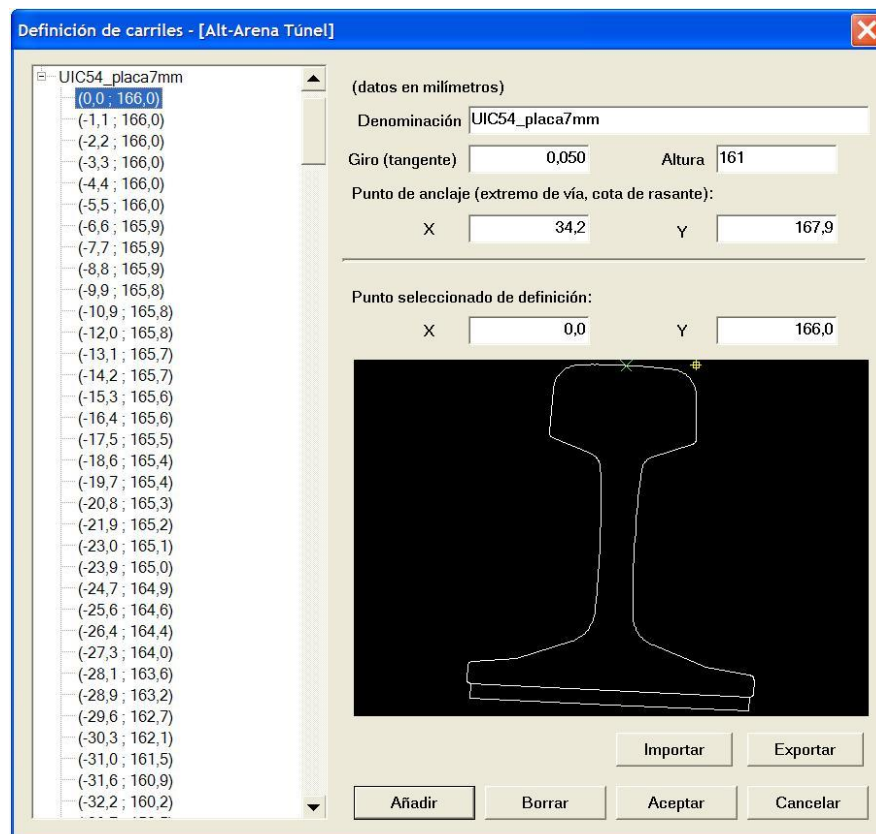 Definición de carriles - [Alt-Arena Túnel]
UIC54_placa7mm
(0,0 ; 166,0)
(-1,1 ; 166,0)
(-2,2 ; 166,0)
(-3,3 ; 166,0)
(-4,4 ; 166,0)
(-5,5 ; 166,0)
(-6,6 ; 165,9)
(-7,7 ; 165,9)
(-8,8 ; 165,9)
(-9,9 ; 165,8)
(-10,9 ; 165,8)
(-12,0 ; 165,8)
(-13,1 ; 165,7)
(-14,2 ; 165,7)
(-15,3 ; 165,6)
(-16,4 ; 165,6)
(-17,5 ; 165,5)
(-18,6 ; 165,4)
(-19,7 ; 165,4)
(-20,8 ; 165,3)
(-21,9 ; 165,2)
(-23,0 ; 165,1)
(-23,9 ; 165,0)
(-24,7 ; 164,9)
(-25,6 ; 164,6)
(-26,4 ; 164,4)
(-27,3 ; 164,0)
(-28,1 ; 163,6)
(-28,9 ; 163,2)
(-29,6 ; 162,7)
(-30,3 ; 162,1)
(-31,0 ; 161,5)
(-31,6 ; 160,9)
(-32,2 ; 160,2)
(datos en milímetros)
Denominación UIC54_placa7mm
Giro (tangente) 0,050 Altura 161
Punto de anclaje (extremo de vía, cota de rasante):
X 34,2 Y 167,9
Punto seleccionado de definición:
X 0,0 Y 166,0
Importar Exportar
Añadir Borrar Aceptar Cancelar